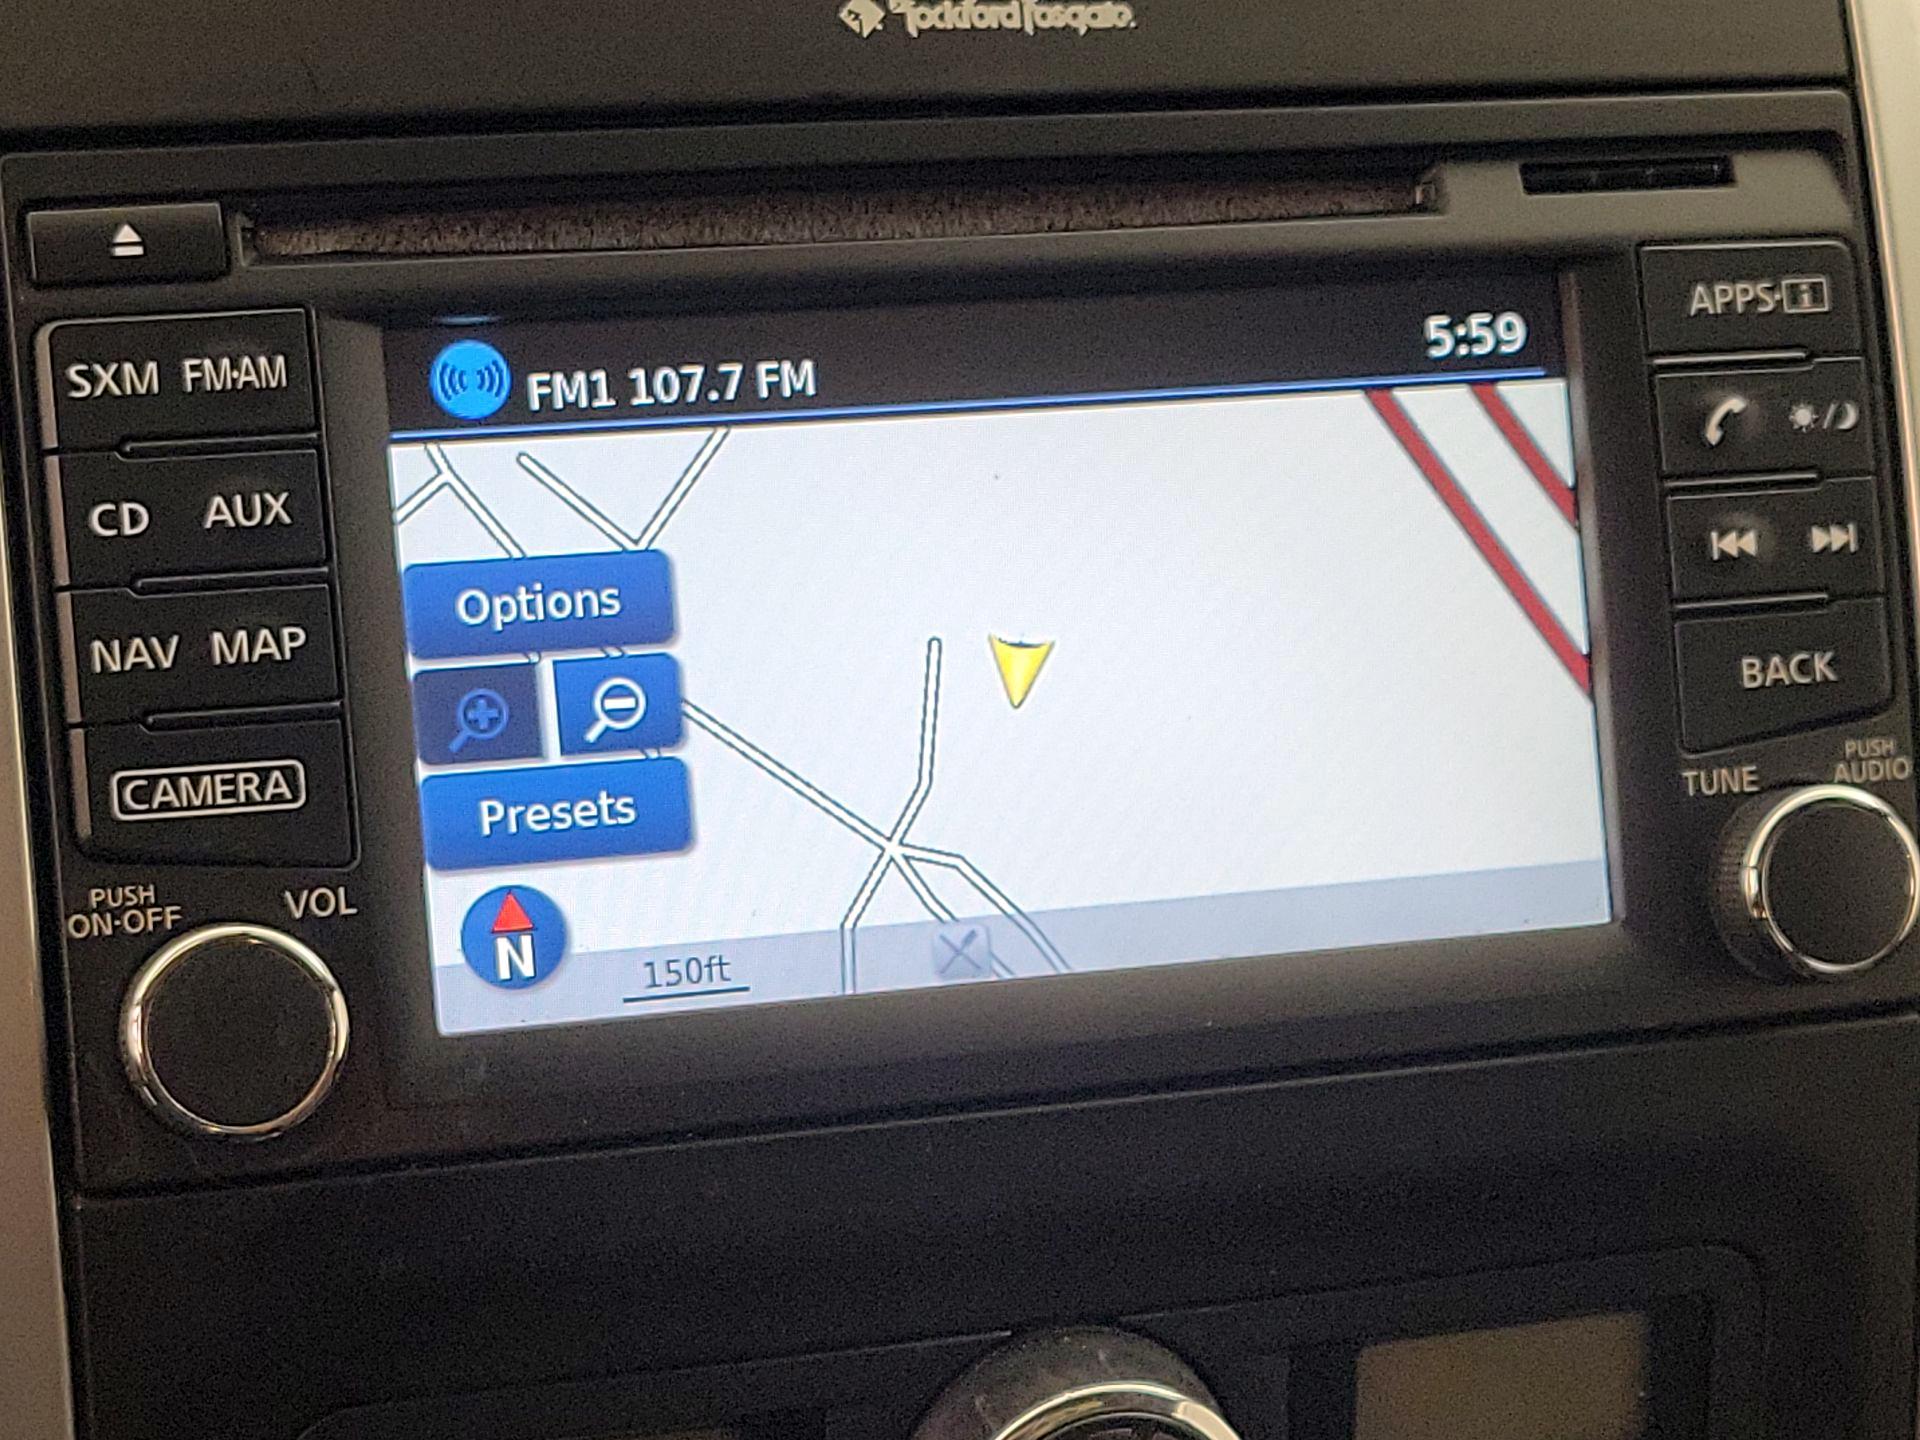 Rockford Fosgate
5:59
FM1 107.7 FM
APPS·i
SXM FM·AM
CD AUX
NAV MAP
CAMERA
Options
Presets
N
150ft
BACK
PUSH
ON-OFF
VOL
TUNE
PUSH
AUDIO